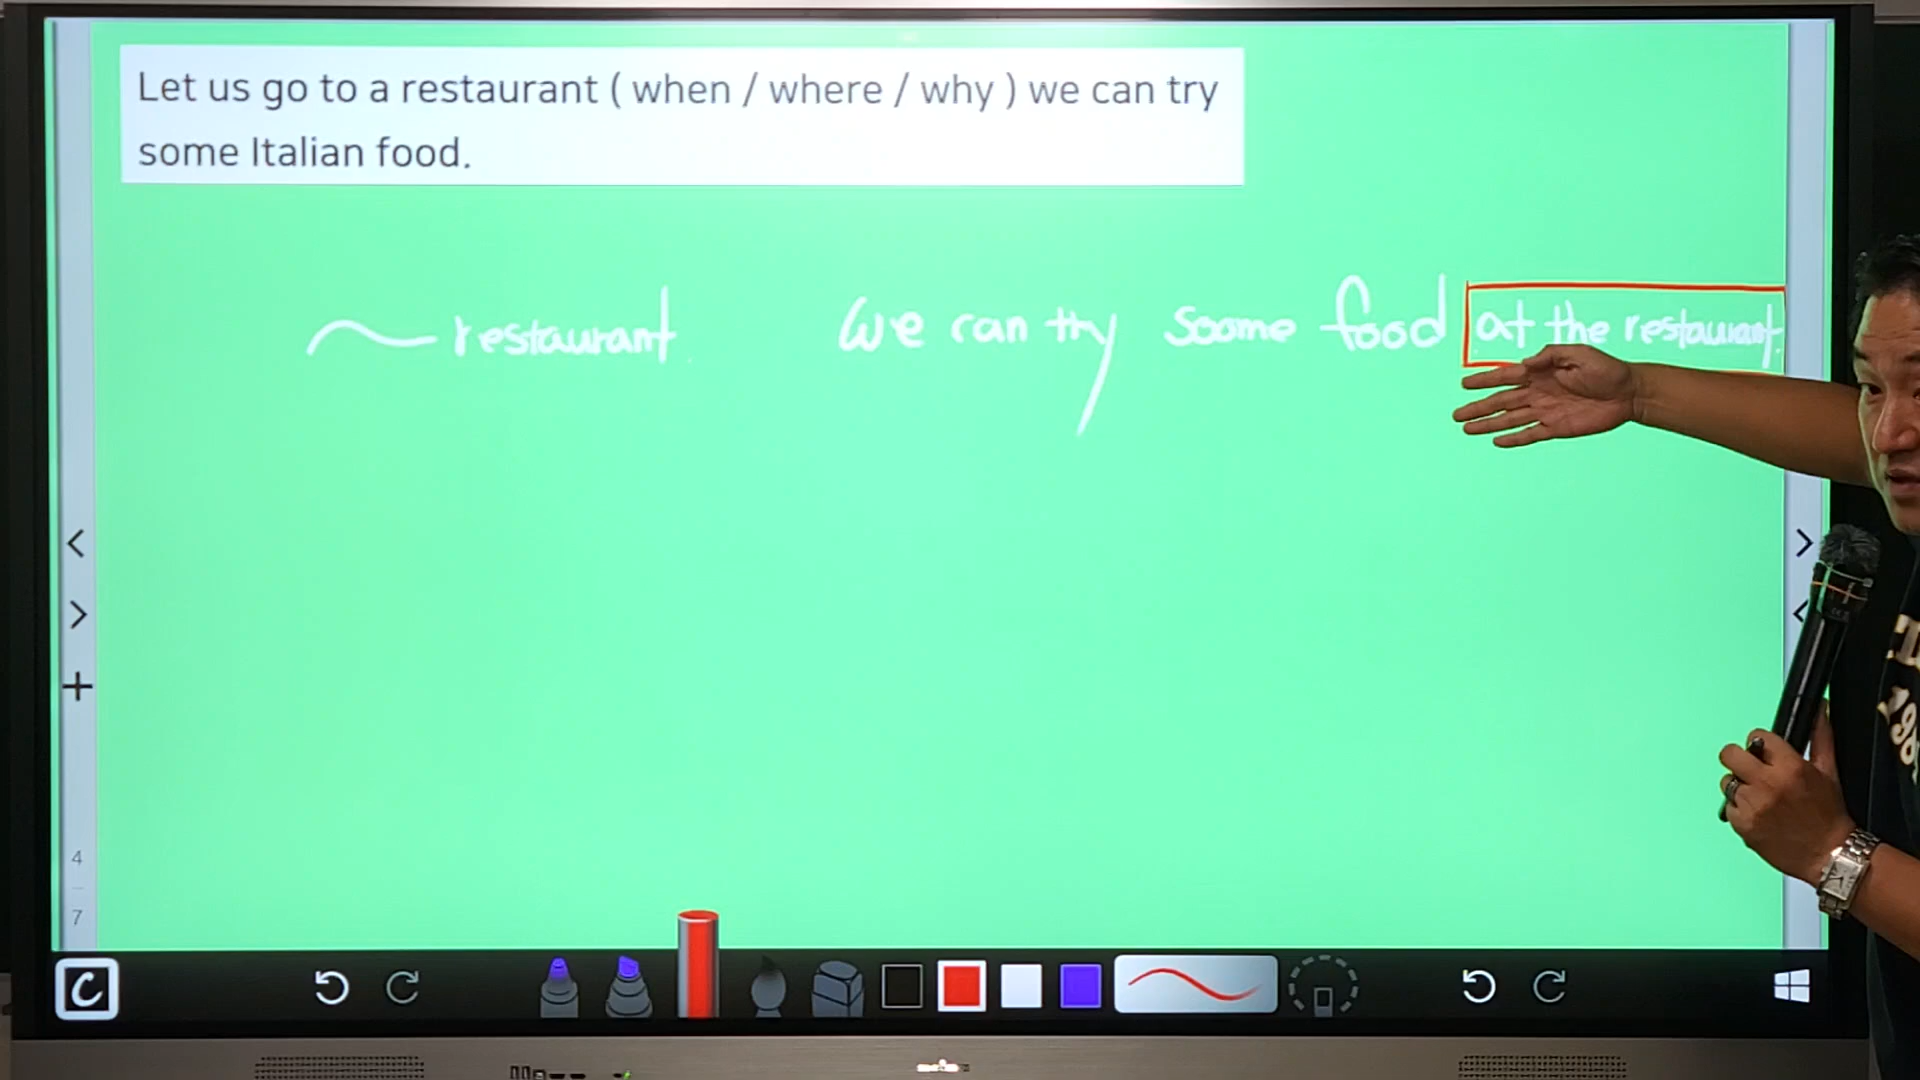 Let us go to a restaurant ( when / where / why ) we can try
some Italian food.
restaurant. we can try soome food at the restaurant.
4
7
198